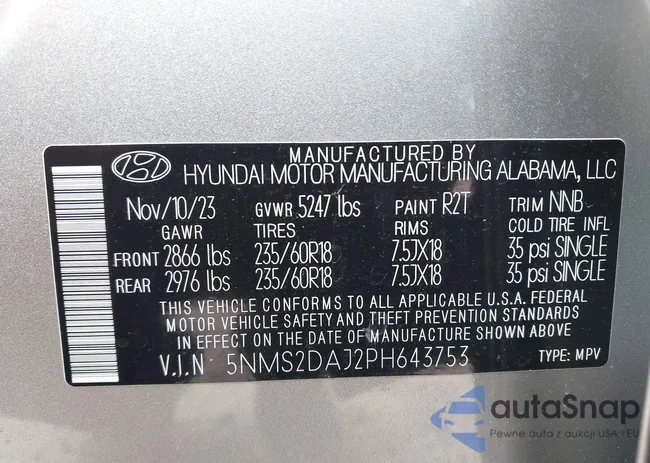 MANUFACTURED BY
HYUNDAI MOTOR MANUFACTURING ALABAMA, LLC
Nov/10/23 GVWR 5247 lbs PAINT R2T TRIM NNB
GAWR TIRES RIMS COLD TIRE INFL
FRONT 2866 lbs 235/60R18 7.5JX18 35 psi SINGLE
REAR 2976 lbs 235/60R18 7.5JX18 35 psi SINGLE
THIS VEHICLE CONFORMS TO ALL APPLICABLE U.S.A. FEDERAL
MOTOR VEHICLE SAFETY AND THEFT PREVENTION STANDARDS
IN EFFECT ON THE DATE OF MANUFACTURE SHOWN ABOVE.
V.I.N 5NMS2DAJ2PH643753 TYPE: MPV
autoSnap
Pewne auta z aukcji USA i EU